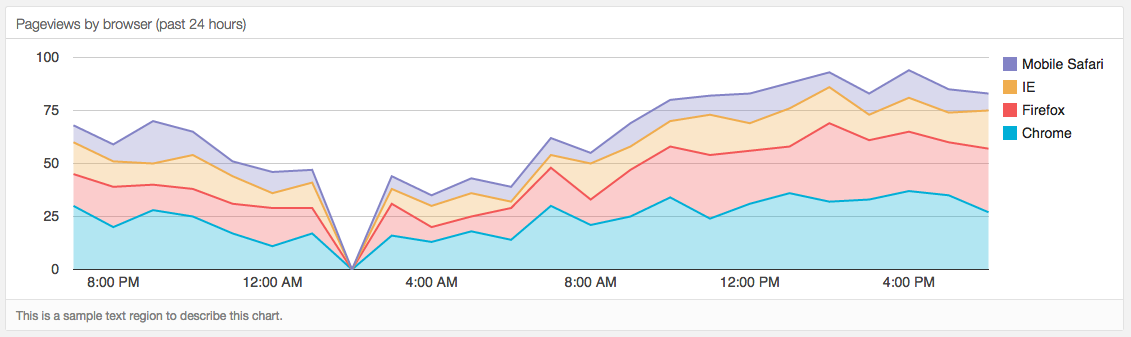 Pageviews by browser (past 24 hours)
100
75
50
25
0
8:00 PM 12:00 AM 4:00 AM 8:00 AM 12:00 PM 4:00 PM
Mobile Safari
IE
Firefox
Chrome
This is a sample text region to describe this chart.